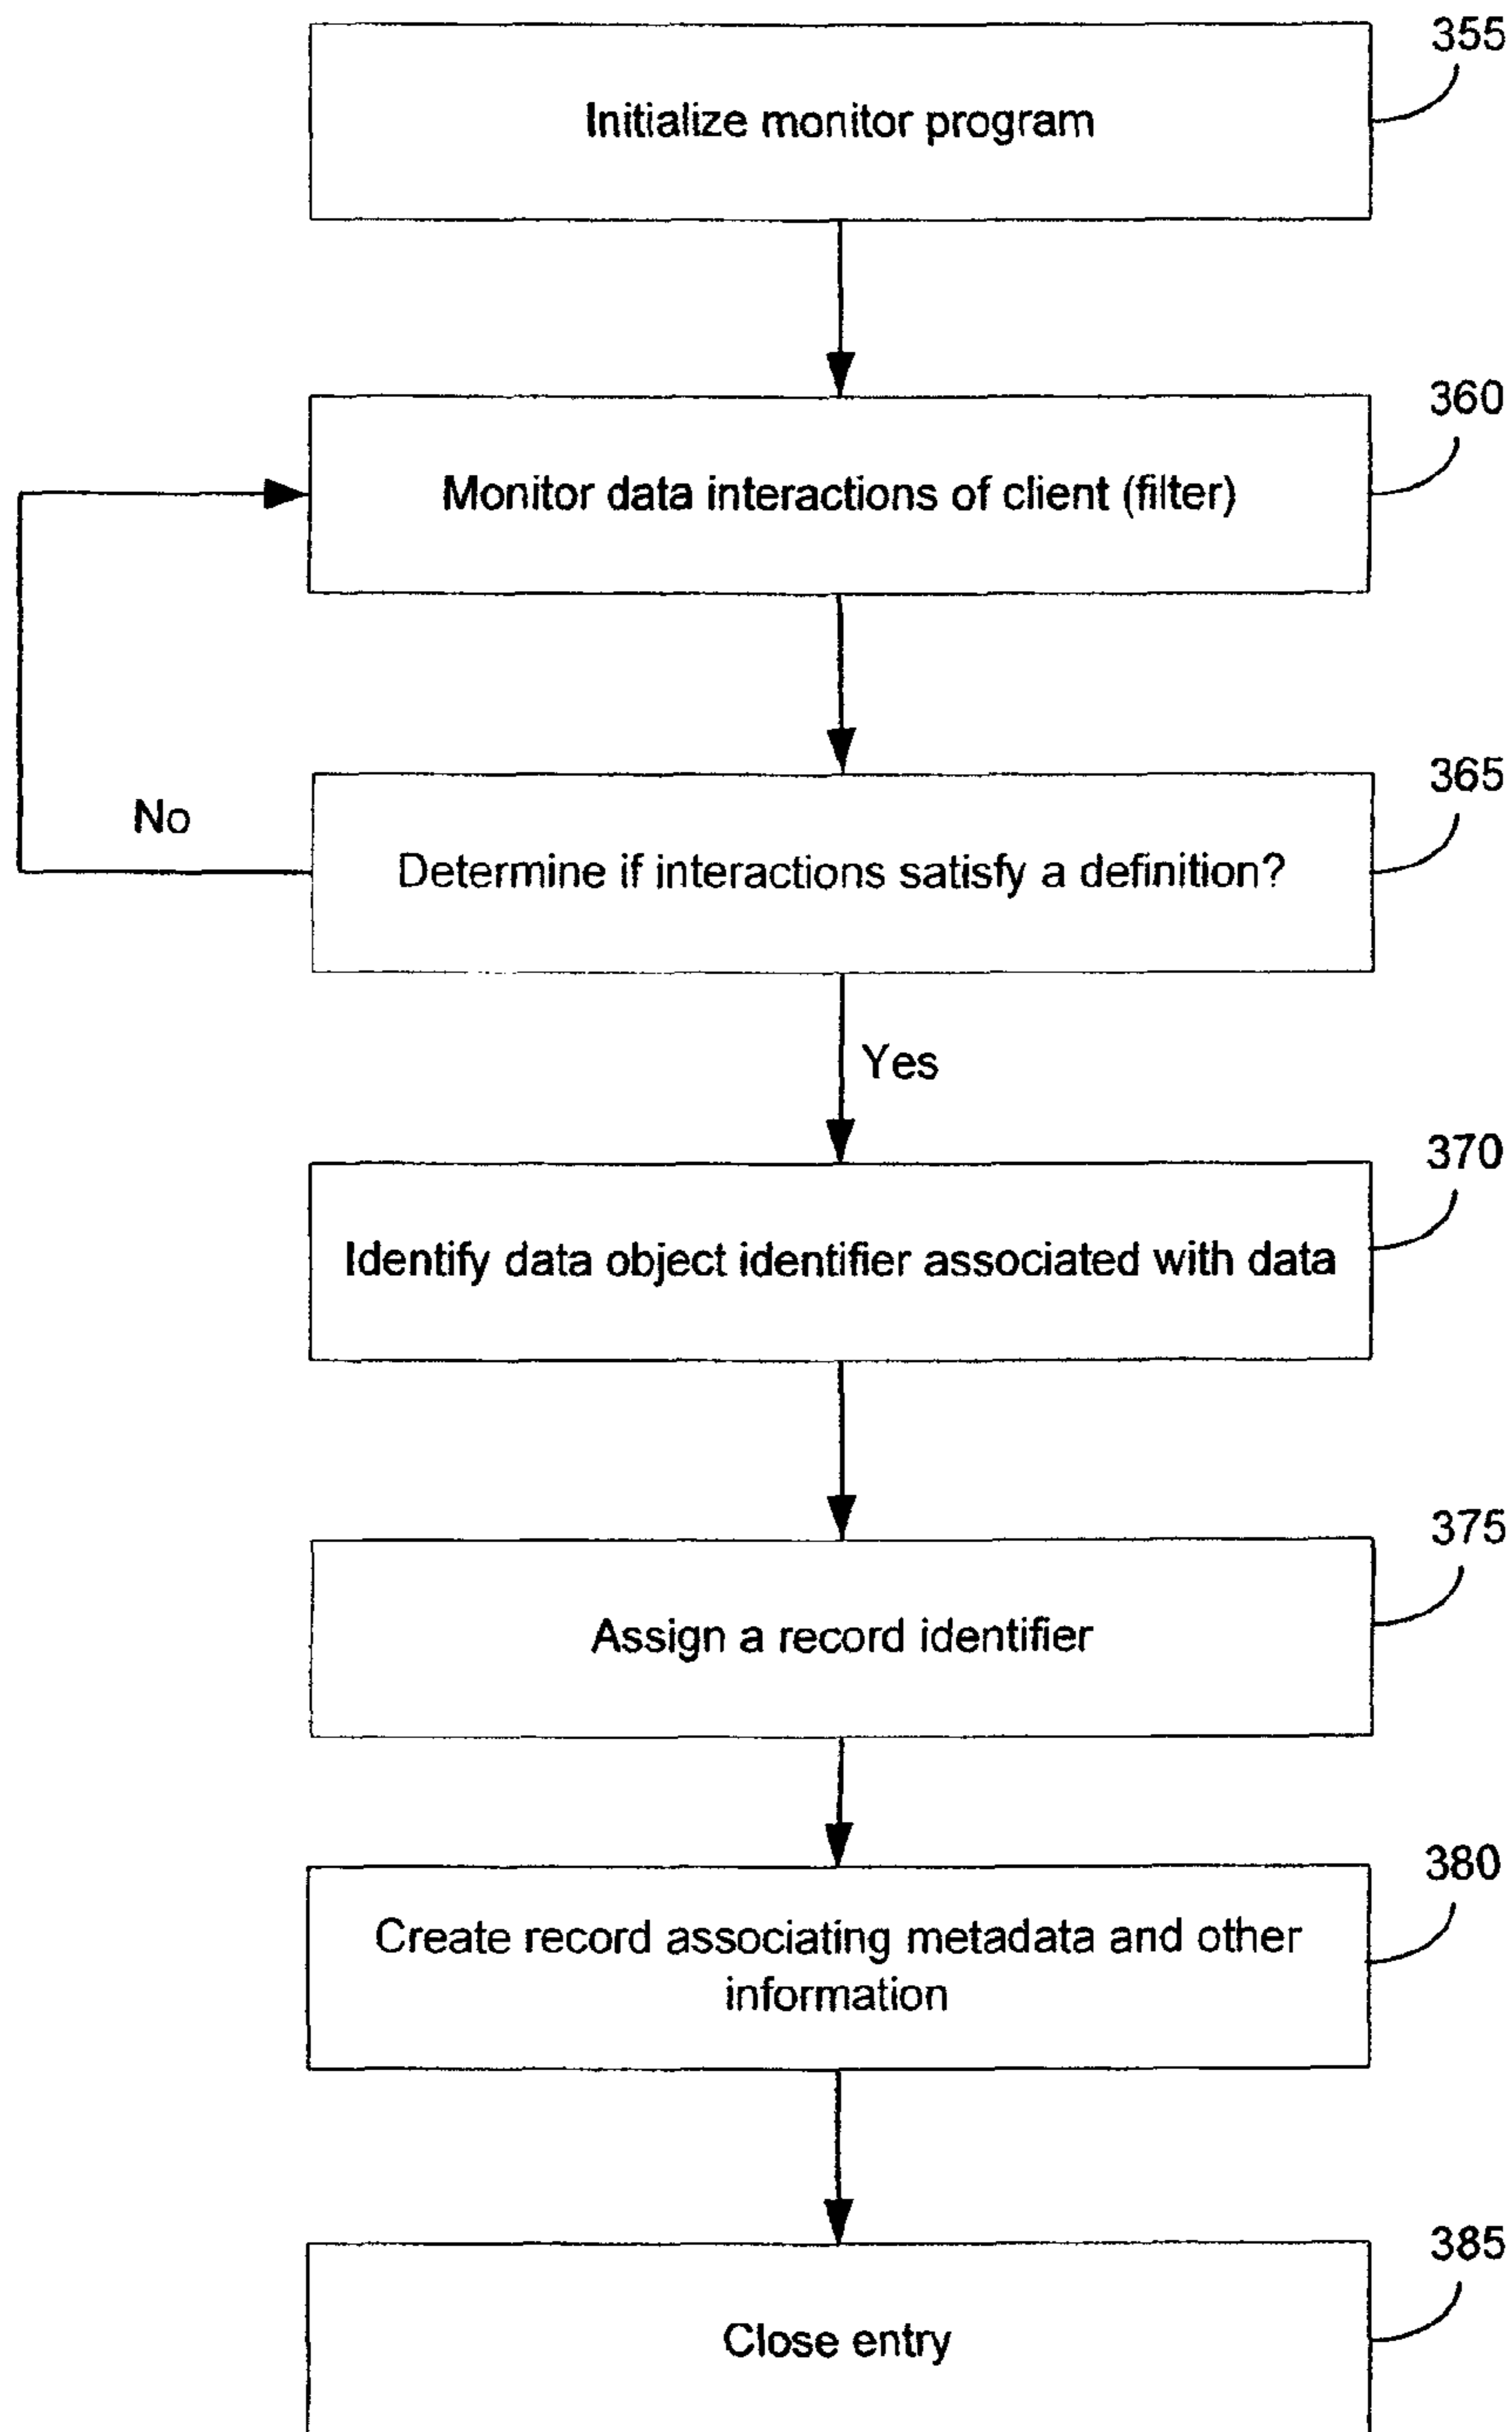 355
Initialize monitor program
360
Monitor data interactions of client (filter)
365
Determine if interactions satisfy a definition?
No
Yes
370
Identify data object identifier associated with data
375
Assign a record identifier
380
Create record associating metadata and other
information
385
Close entry